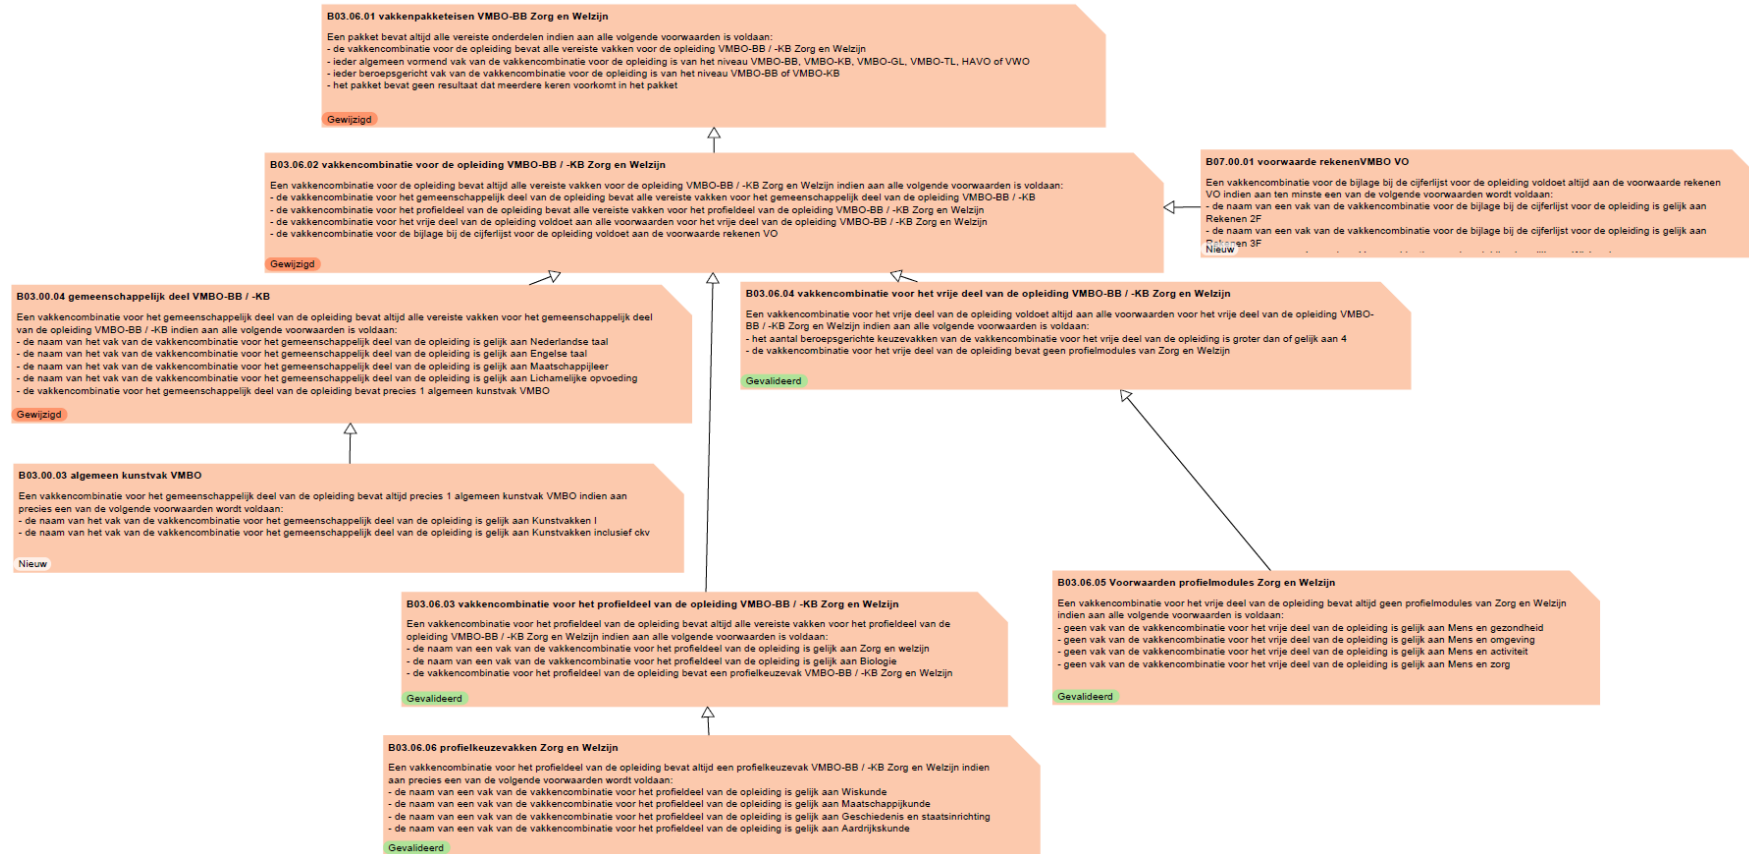 B03.06.01 vakkenpakketeisen VMBO-BB Zorg en Welzijn
Een pakket bevat altijd alle vereiste onderdelen indien aan alle volgende voorwaarden is voldaan:
- de vakkencombinatie voor de opleiding bevat alle vereiste vakken voor de opleiding VMBO-BB / -KB Zorg en Welzijn
- ieder algemeen vormend vak van de vakkencombinatie voor de opleiding is van het niveau VMBO-BB, VMBO-KB, VMBO-GL, VMBO-TL, HAVO of VWO
- ieder beroepsgericht vak van de vakkencombinatie voor de opleiding is van het niveau VMBO-BB of VMBO-KB
- het pakket bevat geen resultaat dat meerdere keren voorkomt in het pakket
Gewijzigd
B03.06.02 vakkencombinatie voor de opleiding VMBO-BB / -KB Zorg en Welzijn
Een vakkencombinatie voor de opleiding bevat altijd alle vereiste vakken voor de opleiding VMBO-BB / -KB Zorg en Welzijn indien aan alle volgende voorwaarden is voldaan:
- de vakkencombinatie voor het gemeenschappelijk deel van de opleiding bevat alle vereiste vakken voor het gemeenschappelijk deel van de opleiding VMBO-BB / -KB
- de vakkencombinatie voor het profieldeel van de opleiding bevat alle vereiste vakken voor het profieldeel van de opleiding VMBO-BB / -KB Zorg en Welzijn
- de vakkencombinatie voor het vrije deel van de opleiding voldoet aan alle voorwaarden voor het vrije deel van de opleiding VMBO-BB / -KB Zorg en Welzijn
- de vakkencombinatie voor de bijlage bij de cijferlijst voor de opleiding voldoet aan de voorwaarde rekenen VO
Gewijzigd
B07.00.01 voorwaarde rekenenVMBO VO
Een vakkencombinatie voor de bijlage bij de cijferlijst voor de opleiding voldoet altijd aan de voorwaarde rekenen
VO indien aan ten minste een van de volgende voorwaarden wordt voldaan:
- de naam van een vak van de vakkencombinatie voor de bijlage bij de cijferlijst voor de opleiding is gelijk aan
Rekenen 2F
- de naam van een vak van de vakkencombinatie voor de bijlage bij de cijferlijst voor de opleiding is gelijk aan
Rekenen 3F
Nieuw
B03.00.04 gemeenschappelijk deel VMBO-BB / -KB
Een vakkencombinatie voor het gemeenschappelijk deel van de opleiding bevat altijd alle vereiste vakken voor het gemeenschappelijk deel
van de opleiding VMBO-BB / -KB indien aan alle volgende voorwaarden is voldaan:
- de naam van het vak van de vakkencombinatie voor het gemeenschappelijk deel van de opleiding is gelijk aan Nederlandse taal
- de naam van het vak van de vakkencombinatie voor het gemeenschappelijk deel van de opleiding is gelijk aan Engelse taal
- de naam van het vak van de vakkencombinatie voor het gemeenschappelijk deel van de opleiding is gelijk aan Maatschappijleer
- de naam van het vak van de vakkencombinatie voor het gemeenschappelijk deel van de opleiding is gelijk aan Lichamelijke opvoeding
- de vakkencombinatie voor het gemeenschappelijk deel van de opleiding bevat precies 1 algemeen kunstvak VMBO
Gewijzigd
B03.06.04 vakkencombinatie voor het vrije deel van de opleiding VMBO-BB / -KB Zorg en Welzijn
Een vakkencombinatie voor het vrije deel van de opleiding voldoet altijd aan alle voorwaarden voor het vrije deel van de opleiding VMBO-
BB / -KB Zorg en Welzijn indien aan alle volgende voorwaarden is voldaan:
- het aantal beroepsgerichte keuzevakken van de vakkencombinatie voor het vrije deel van de opleiding is groter dan of gelijk aan 4
- de vakkencombinatie voor het vrije deel van de opleiding bevat geen profielmodules van Zorg en Welzijn
Gevalideerd
B03.00.03 algemeen kunstvak VMBO
Een vakkencombinatie voor het gemeenschappelijk deel van de opleiding bevat altijd precies 1 algemeen kunstvak VMBO indien aan
precies een van de volgende voorwaarden wordt voldaan:
- de naam van het vak van de vakkencombinatie voor het gemeenschappelijk deel van de opleiding is gelijk aan Kunstvakken I
- de naam van het vak van de vakkencombinatie voor het gemeenschappelijk deel van de opleiding is gelijk aan Kunstvakken inclusief ckv
Nieuw
B03.06.03 vakkencombinatie voor het profieldeel van de opleiding VMBO-BB / -KB Zorg en Welzijn
Een vakkencombinatie voor het profieldeel van de opleiding bevat altijd alle vereiste vakken voor het profieldeel van de
opleiding VMBO-BB / -KB Zorg en Welzijn indien aan alle volgende voorwaarden is voldaan:
- de naam van een vak van de vakkencombinatie voor het profieldeel van de opleiding is gelijk aan Zorg en welzijn
- de naam van een vak van de vakkencombinatie voor het profieldeel van de opleiding is gelijk aan Biologie
- de vakkencombinatie voor het profieldeel van de opleiding bevat een profielkeuzevak VMBO-BB / -KB Zorg en Welzijn
Gevalideerd
B03.06.05 Voorwaarden profielmodules Zorg en Welzijn
Een vakkencombinatie voor het vrije deel van de opleiding bevat altijd geen profielmodules van Zorg en Welzijn
indien aan alle volgende voorwaarden is voldaan:
- geen vak van de vakkencombinatie voor het vrije deel van de opleiding is gelijk aan Mens en gezondheid
- geen vak van de vakkencombinatie voor het vrije deel van de opleiding is gelijk aan Mens en omgeving
- geen vak van de vakkencombinatie voor het vrije deel van de opleiding is gelijk aan Mens en activiteit
- geen vak van de vakkencombinatie voor het vrije deel van de opleiding is gelijk aan Mens en zorg
Gevalideerd
B03.06.06 profielkeuzevakken Zorg en Welzijn
Een vakkencombinatie voor het profieldeel van de opleiding bevat altijd een profielkeuzevak VMBO-BB / -KB Zorg en Welzijn indien
aan precies een van de volgende voorwaarden wordt voldaan:
- de naam van een vak van de vakkencombinatie voor het profieldeel van de opleiding is gelijk aan Wiskunde
- de naam van een vak van de vakkencombinatie voor het profieldeel van de opleiding is gelijk aan Maatschappijkunde
- de naam van een vak van de vakkencombinatie voor het profieldeel van de opleiding is gelijk aan Geschiedenis en staatsinrichting
- de naam van een vak van de vakkencombinatie voor het profieldeel van de opleiding is gelijk aan Aardrijkskunde
Gevalideerd